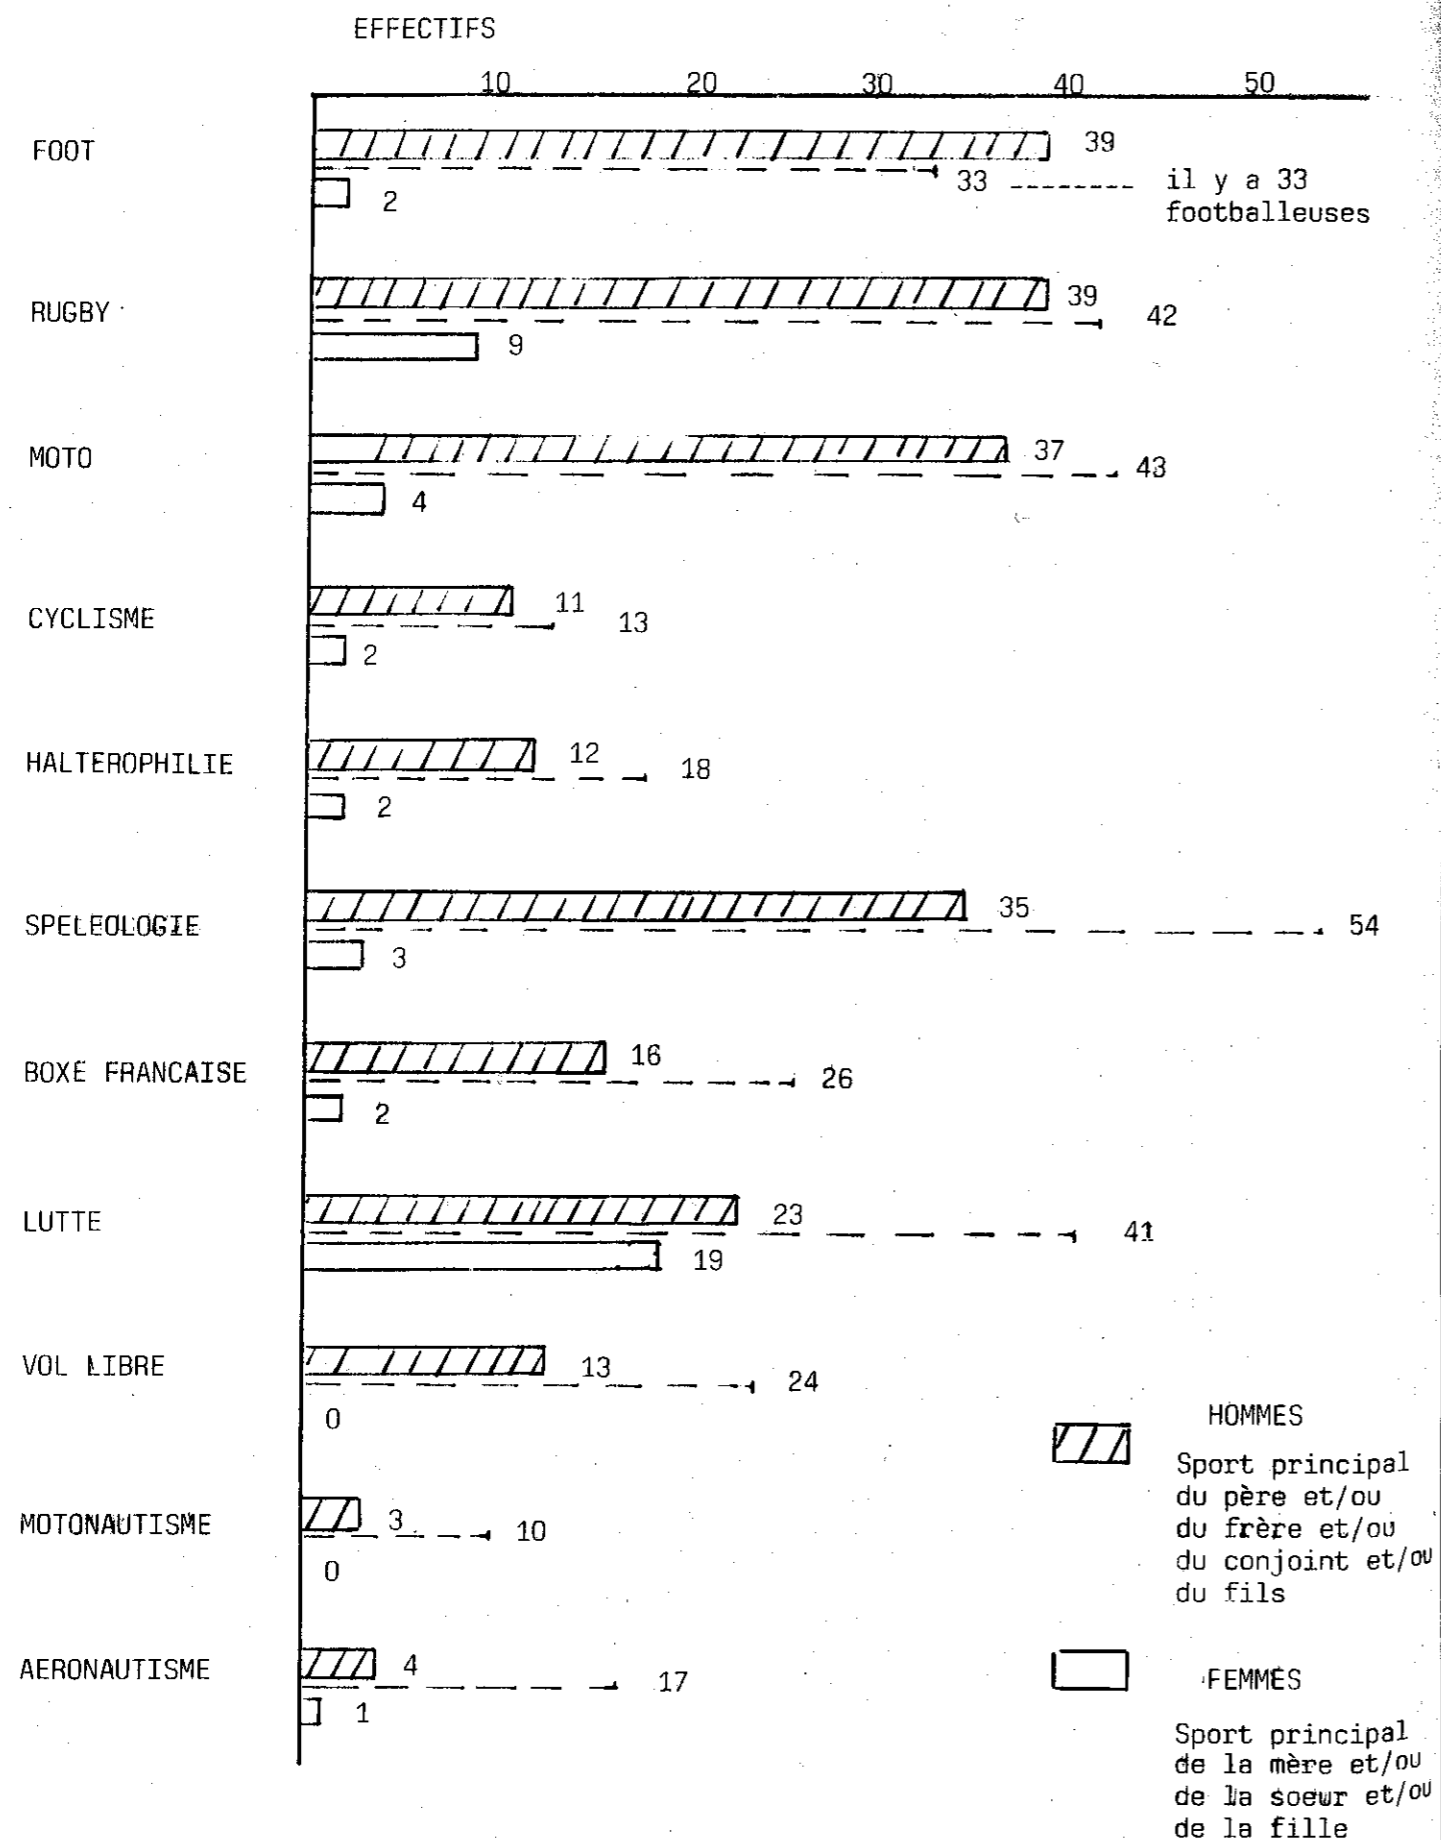 EFFECTIFS
10 20 30 40 50
FOOT 39
33 -------- il y a 33
footballeuses
2
RUGBY 39
42
9
MOTO 37
43
4
CYCLISME 11
13
2
HALTEROPHILIE 12
18
2
SPELEOLOGIE 35
54
3
BOXE FRANCAISE 16
26
2
LUTTE 23
41
19
VOL LIBRE 13
24
0
MOTONAUTISME 3
10
0
AERONAUTISME 4
17
1
HOMMES
Sport principal
du père et/ou
du frère et/ou
du conjoint et/ou
du fils
FEMMES
Sport principal
de la mère et/ou
de la soeur et/ou
de la fille